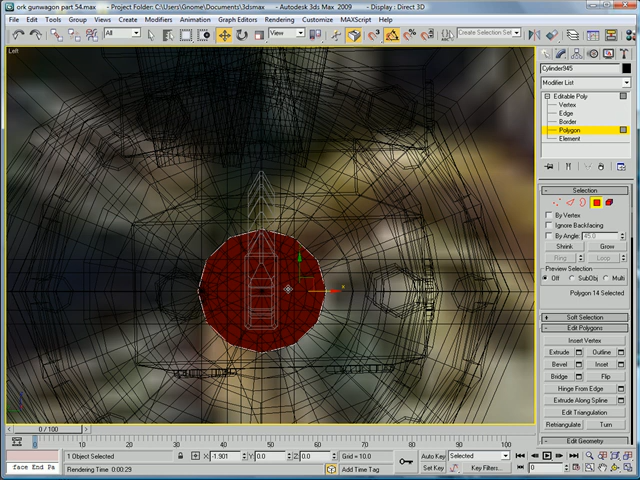 ork gunwagon part 54.max - Project Folder: C:\Users\Gnome\Documents\3dsmax - Autodesk 3ds Max 2009 - Display : Direct 3D
File Edit Tools Group Views Create Modifiers Animation Graph Editors Rendering Customize MAXScript Help
All View Create Selection Set
Left
Cylinder945
Modifier List
Editable Poly
Vertex
Edge
Border
Polygon
Element
Selection
By Vertex
Ignore Backfacing
By Angle: 45.0
Shrink Grow
Ring Loop
Preview Selection
Off SubObj Multi
Polygon 14 Selected
Soft Selection
Edit Polygons
Insert Vertex
Extrude Outline
Bevel Inset
Bridge Flip
Hinge From Edge
Extrude Along Spline
Edit Triangulation
Retriangulate Turn
Edit Geometry
0 / 100
0 10 20 30 40 50 60 70 80 90 100
1 Object Selected X: -1.901 Y: 0.0 Z: 0.0 Grid = 10.0 Auto Key Selected
face End Pa Rendering Time 0:00:29 Add Time Tag Set Key Key Filters... 0